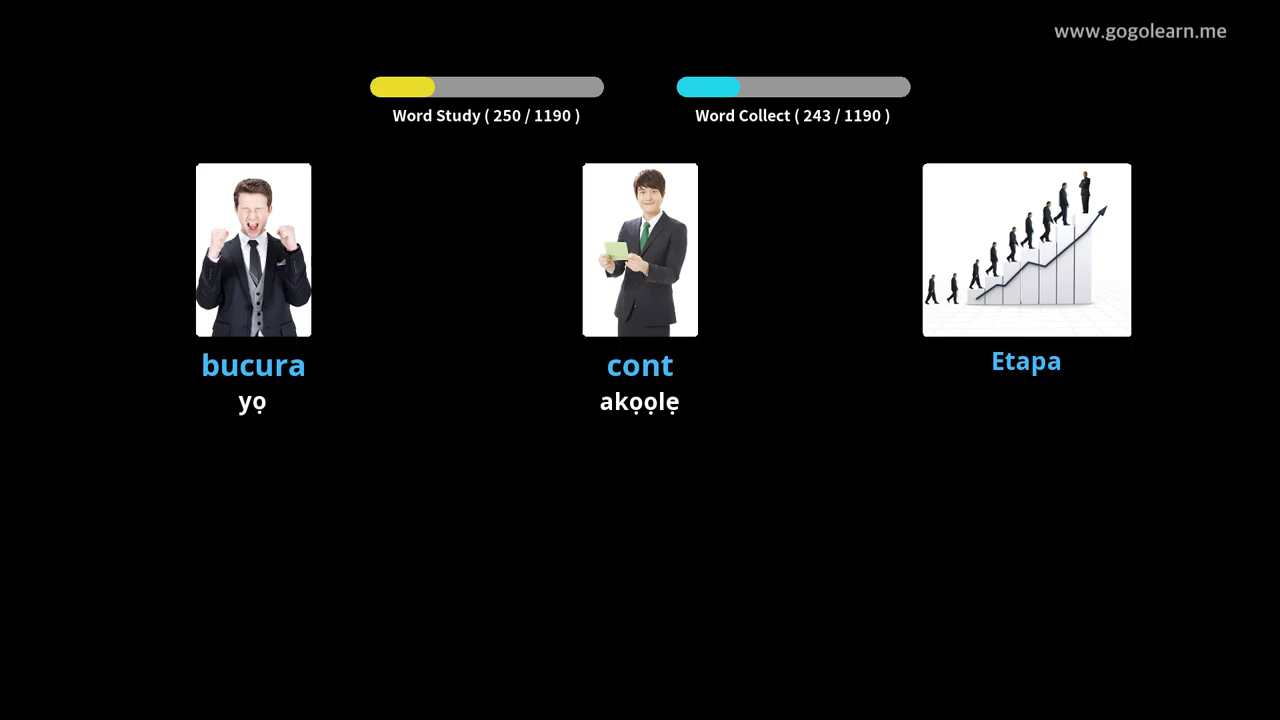 www.gogolearn.me
Word Study ( 250 / 1190 )
Word Collect ( 243 / 1190 )
bucura
yọ
cont
akọọlẹ
Etapa